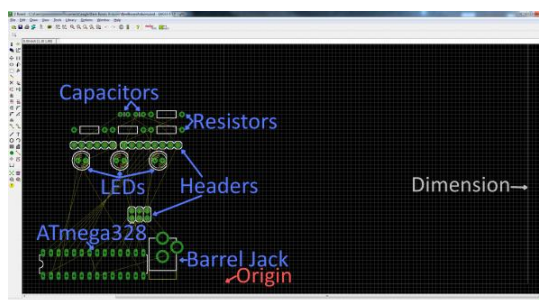 Capacitors
Resistors
LEDs
Headers
Dimension
ATmega328
Barrel Jack
Origin